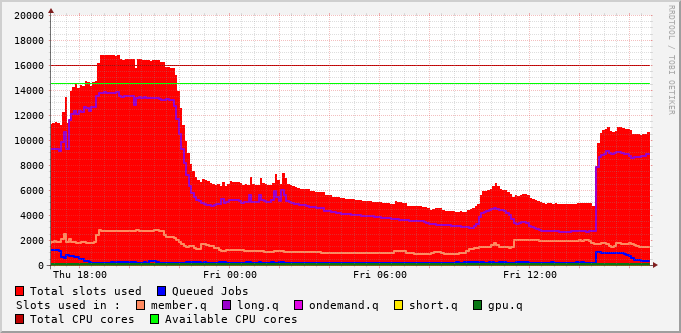 20000
18000
16000
14000
12000
10000
8000
6000
4000
2000
0
Thu 18:00 Fri 00:00 Fri 06:00 Fri 12:00
RRDTOOL / TOBI OETIKER
Total slots used Queued Jobs
Slots used in : member.q long.q ondemand.q short.q gpu.q
Total CPU cores Available CPU cores